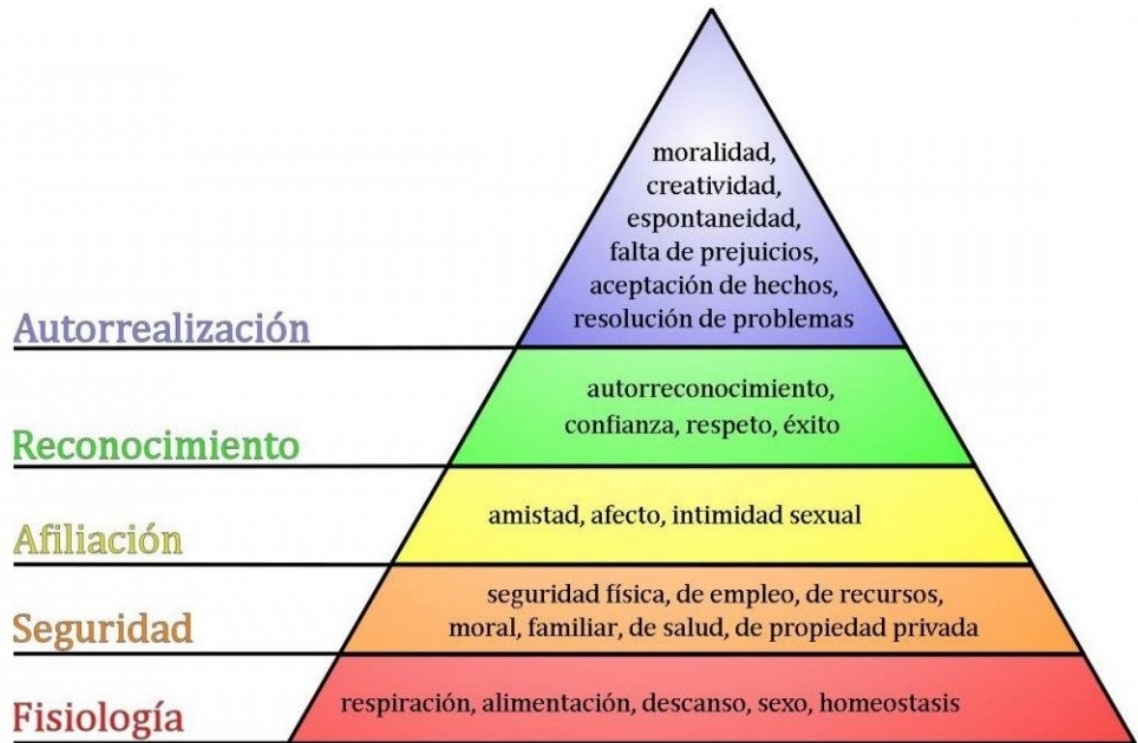 moralidad,
creatividad,
espontaneidad,
falta de prejuicios,
aceptación de hechos,
resolución de problemas
Autorrealización
autorreconocimiento,
confianza, respeto, éxito
Reconocimiento
amistad, afecto, intimidad sexual
Afiliación
seguridad física, de empleo, de recursos,
moral, familiar, de salud, de propiedad privada
Seguridad
respiración, alimentación, descanso, sexo, homeostasis
Fisiología